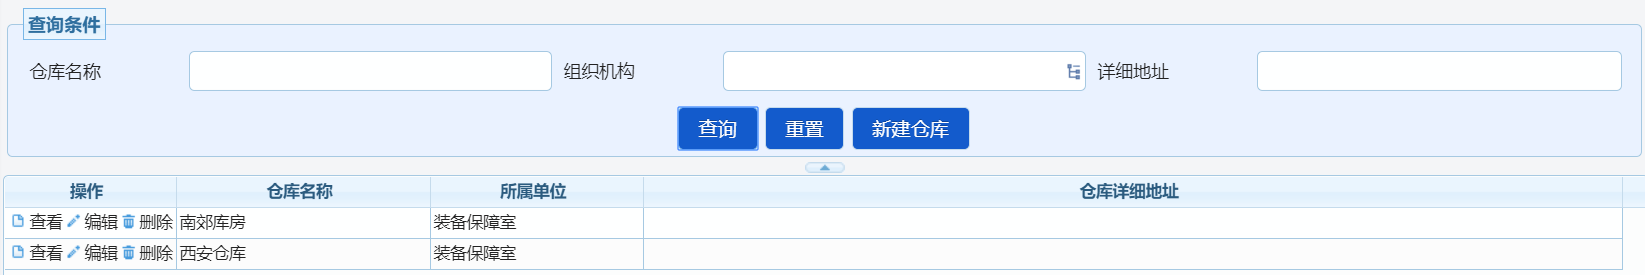 查询条件
仓库名称 组织机构 详细地址
查询 重置 新建仓库
操作 仓库名称 所属单位 仓库详细地址
查看 编辑 删除 南郊库房 装备保障室
查看 编辑 删除 西安仓库 装备保障室